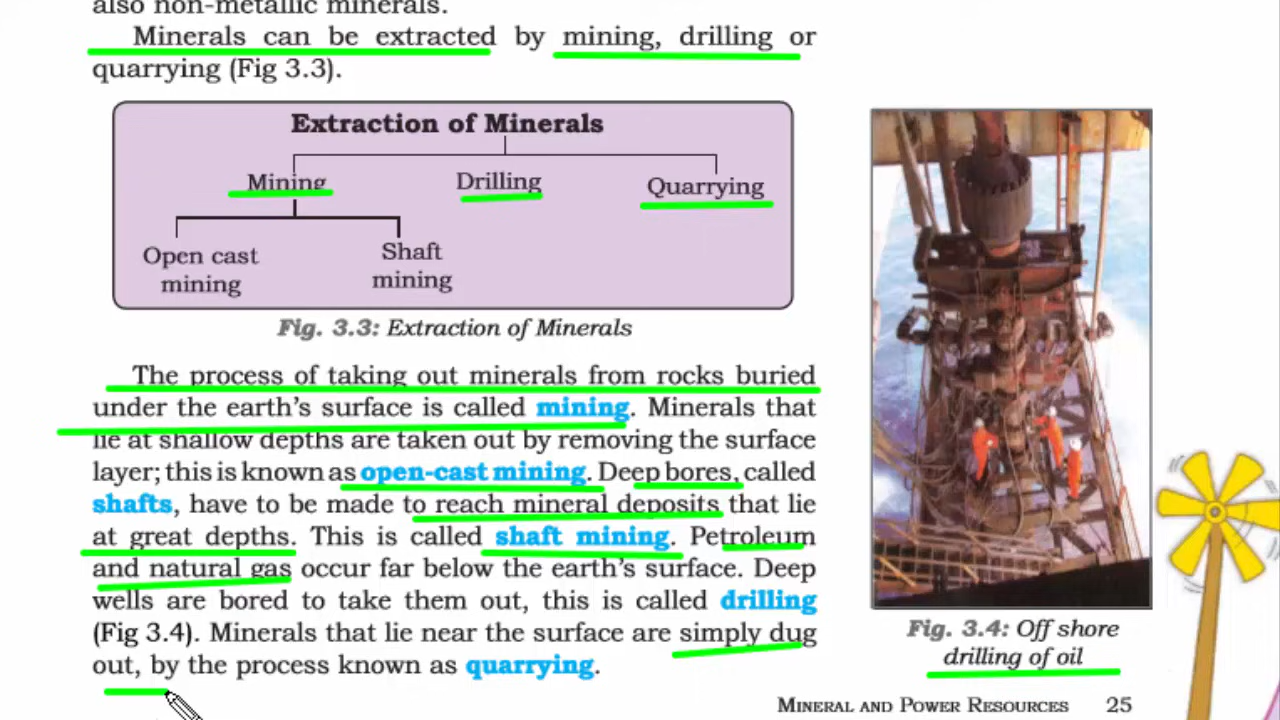 also non-metallic minerals.
Minerals can be extracted by mining, drilling or
quarrying (Fig 3.3).
Extraction of Minerals
Mining Drilling Quarrying
Open cast mining
Shaft mining
Fig. 3.3: Extraction of Minerals
The process of taking out minerals from rocks buried
under the earth's surface is called mining. Minerals that
lie at shallow depths are taken out by removing the surface
layer; this is known as open-cast mining. Deep bores, called
shafts, have to be made to reach mineral deposits that lie
at great depths. This is called shaft mining. Petroleum
and natural gas occur far below the earth's surface. Deep
wells are bored to take them out, this is called drilling
(Fig 3.4). Minerals that lie near the surface are simply dug
out, by the process known as quarrying.
Fig. 3.4: Off shore
drilling of oil
MINERAL AND POWER RESOURCES 25